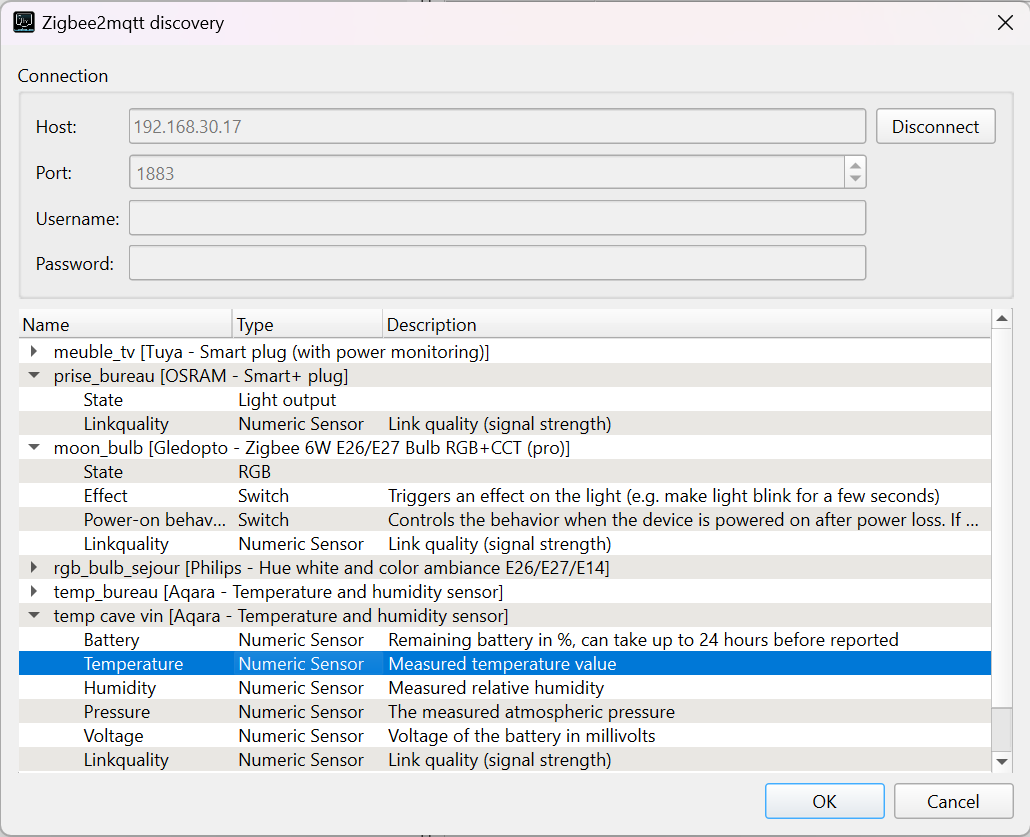 Zigbee2mqtt discovery
Connection
Host: 192.168.30.17 Disconnect
Port: 1883
Username:
Password:
Name Type Description
meuble_tv [Tuya - Smart plug (with power monitoring)]
prise_bureau [OSRAM - Smart+ plug]
State Light output
Linkquality Numeric Sensor Link quality (signal strength)
moon_bulb [Gledopto - Zigbee 6W E26/E27 Bulb RGB+CCT (pro)]
State RGB
Effect Switch Triggers an effect on the light (e.g. make light blink for a few seconds)
Power-on behav... Switch Controls the behavior when the device is powered on after power loss. If ...
Linkquality Numeric Sensor Link quality (signal strength)
rgb_bulb_sejour [Philips - Hue white and color ambiance E26/E27/E14]
temp_bureau [Aqara - Temperature and humidity sensor]
temp cave vin [Aqara - Temperature and humidity sensor]
Battery Numeric Sensor Remaining battery in %, can take up to 24 hours before reported
Temperature Numeric Sensor Measured temperature value
Humidity Numeric Sensor Measured relative humidity
Pressure Numeric Sensor The measured atmospheric pressure
Voltage Numeric Sensor Voltage of the battery in millivolts
Linkquality Numeric Sensor Link quality (signal strength)
OK Cancel